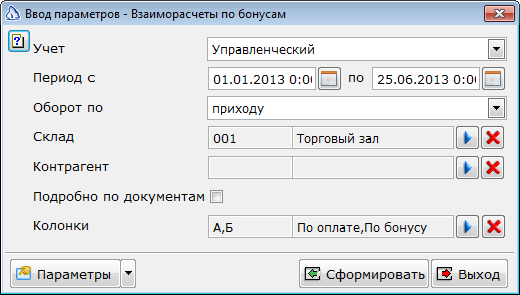 Ввод параметров - Взаиморасчеты по бонусам
Учет Управленческий
Период с 01.01.2013 0:0 по 25.06.2013 0:0
Оборот по приходу
Склад 001 Торговый зал
Контрагент
Подробно по документам
Колонки А,Б По оплате,По бонусу
Параметры Сформировать Выход